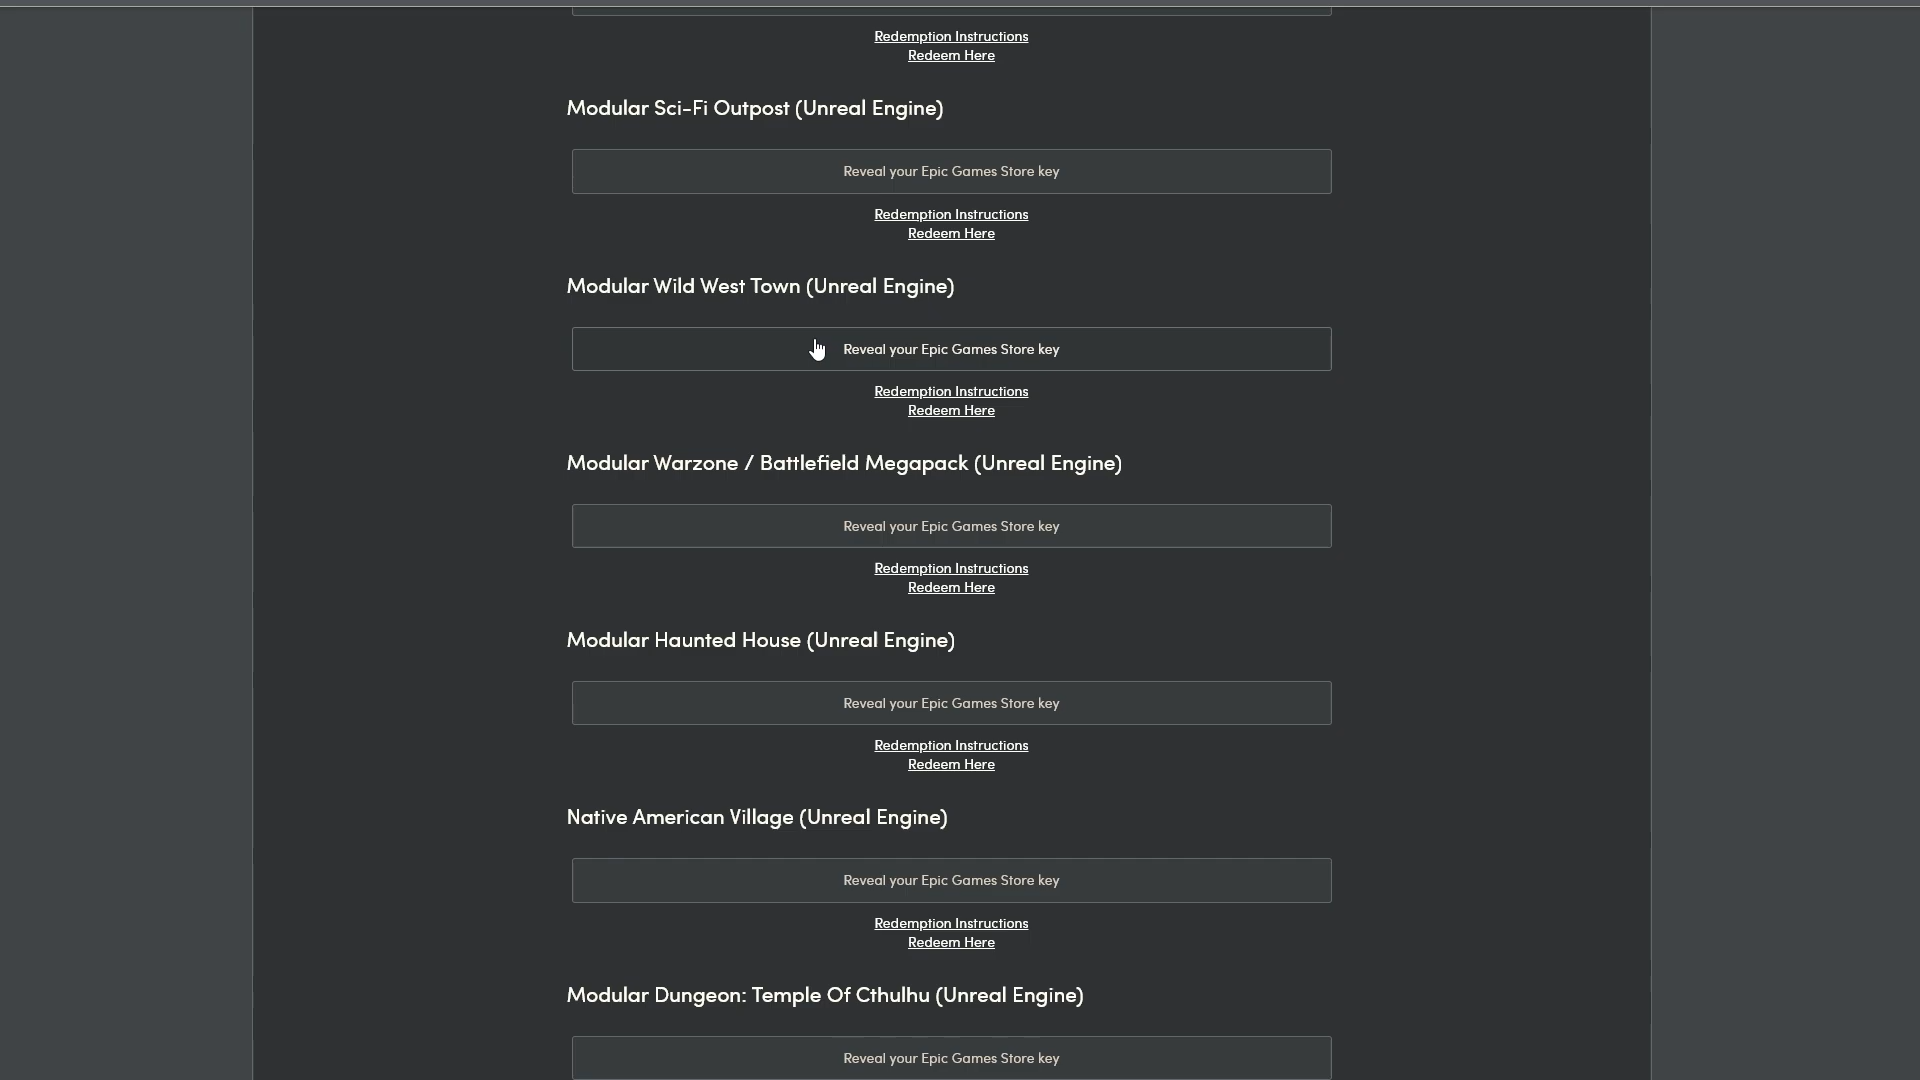 Redemption Instructions
Redeem Here
Modular Sci-Fi Outpost (Unreal Engine)
Reveal your Epic Games Store key
Redemption Instructions
Redeem Here
Modular Wild West Town (Unreal Engine)
Reveal your Epic Games Store key
Redemption Instructions
Redeem Here
Modular Warzone / Battlefield Megapack (Unreal Engine)
Reveal your Epic Games Store key
Redemption Instructions
Redeem Here
Modular Haunted House (Unreal Engine)
Reveal your Epic Games Store key
Redemption Instructions
Redeem Here
Native American Village (Unreal Engine)
Reveal your Epic Games Store key
Redemption Instructions
Redeem Here
Modular Dungeon: Temple Of Cthulhu (Unreal Engine)
Reveal your Epic Games Store key